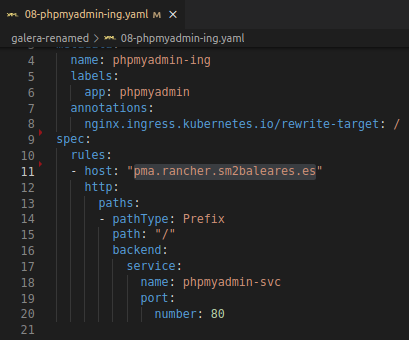 08-phpmyadmin-ing.yaml M ×
galera-renamed > 08-phpmyadmin-ing.yaml
4 name: phpmyadmin-ing
5 labels:
6 app: phpmyadmin
7 annotations:
8 nginx.ingress.kubernetes.io/rewrite-target: /
9 spec:
10 rules:
11 - host: "pma.rancher.sm2baleares.es"
12 http:
13 paths:
14 - pathType: Prefix
15 path: "/"
16 backend:
17 service:
18 name: phpmyadmin-svc
19 port:
20 number: 80
21